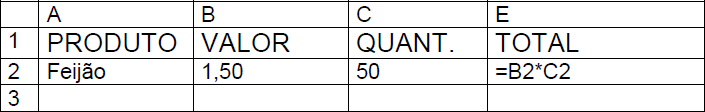 A B C E
1 PRODUTO VALOR QUANT. TOTAL
2 Feijão 1,50 50 =B2*C2
3